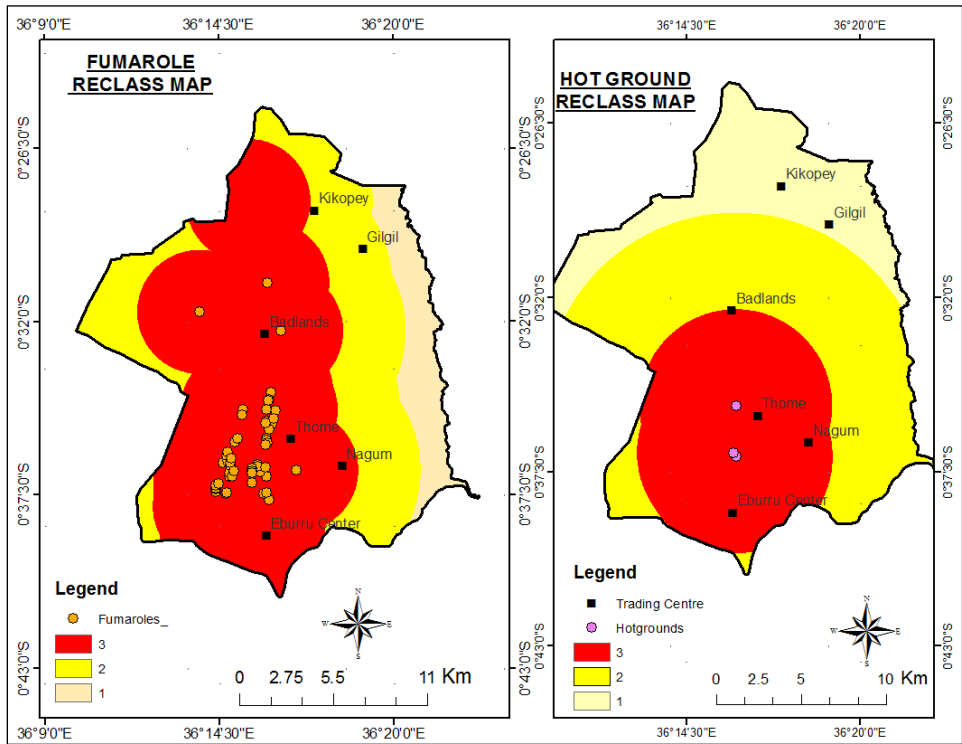 36°9'0"E 36°14'30"E 36°20'0"E 36°14'30"E 36°20'0"E
FUMAROLE
RECLASS MAP
0°26'30"S
0°32'0"S
0°37'30"S
0°43'0"S
Kikopey
Gilgil
Badlands
Thome
Nagum
Eburru Center
Legend
Fumaroles_
3
2
1
N
W E
S
0 2.75 5.5 11 Km
0°26'30"S
0°32'0"S
0°37'30"S
0°43'0"S
36°9'0"E 36°14'30"E 36°20'0"E
HOT GROUND
RECLASS MAP
0°26'30"S
0°32'0"S
0°37'30"S
0°43'0"S
Kikopey
Gilgil
Badlands
Thome
Nagum
Eburru Center
Legend
Trading Centre
Hotgrounds
3
2
1
N
W E
S
0 2.5 5 10 Km
0°26'30"S
0°32'0"S
0°37'30"S
0°43'0"S
36°14'30"E 36°20'0"E